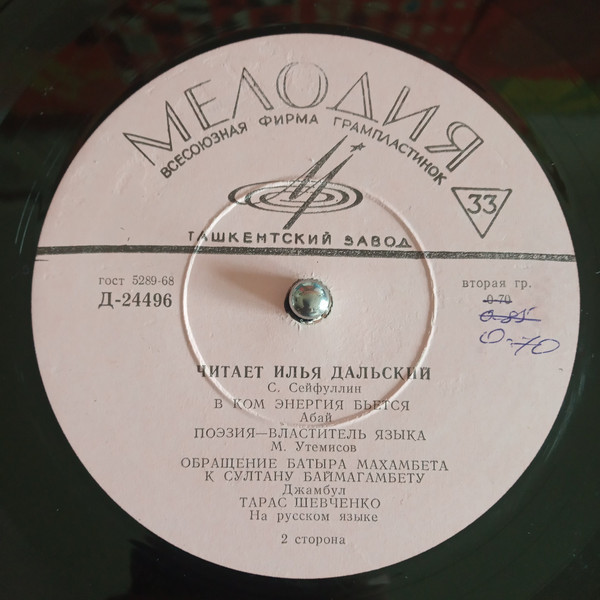 МЕЛОДИЯ
ВСЕСОЮЗНАЯ ФИРМА ГРАМПЛАСТИНОК
33
ТАШКЕНТСКИЙ ЗАВОД
гост 5289-68
Д-24496
вторая гр.
0-70
0-85
0-70
ЧИТАЕТ ИЛЬЯ ДАЛЬСКИЙ
С. Сейфуллин
В КОМ ЭНЕРГИЯ БЬЕТСЯ
Абай
ПОЭЗИЯ—ВЛАСТИТЕЛЬ ЯЗЫКА
М. Утемисов
ОБРАЩЕНИЕ БАТЫРА МАХАМБЕТА
К СУЛТАНУ БАЙМАГАМБЕТУ
Джамбул
ТАРАС ШЕВЧЕНКО
На русском языке
2 сторона